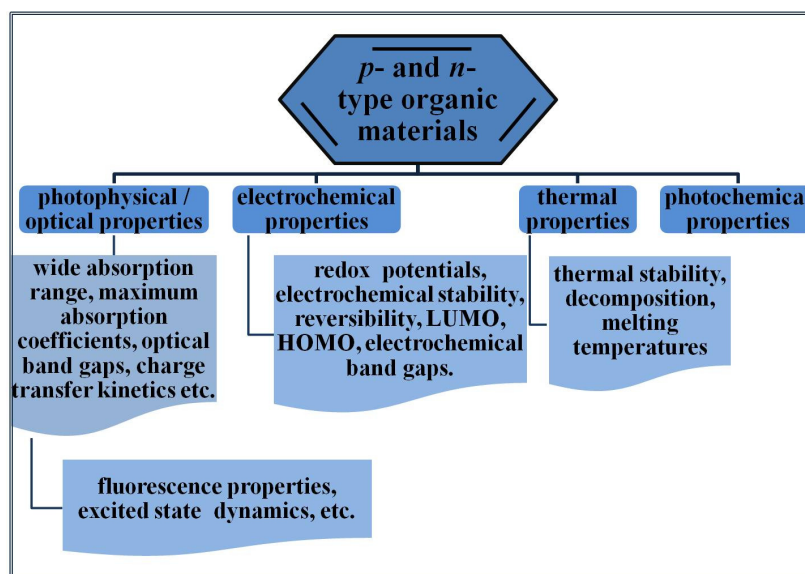 p- and n-
type organic
materials
photophysical /
optical properties
electrochemical
properties
thermal
properties
photochemical
properties
wide absorption
range, maximum
absorption
coefficients, optical
band gaps, charge
transfer kinetics etc.
redox potentials,
electrochemical stability,
reversibility, LUMO,
HOMO, electrochemical
band gaps.
thermal stability,
decomposition,
melting
temperatures
fluorescence properties,
excited state dynamics, etc.